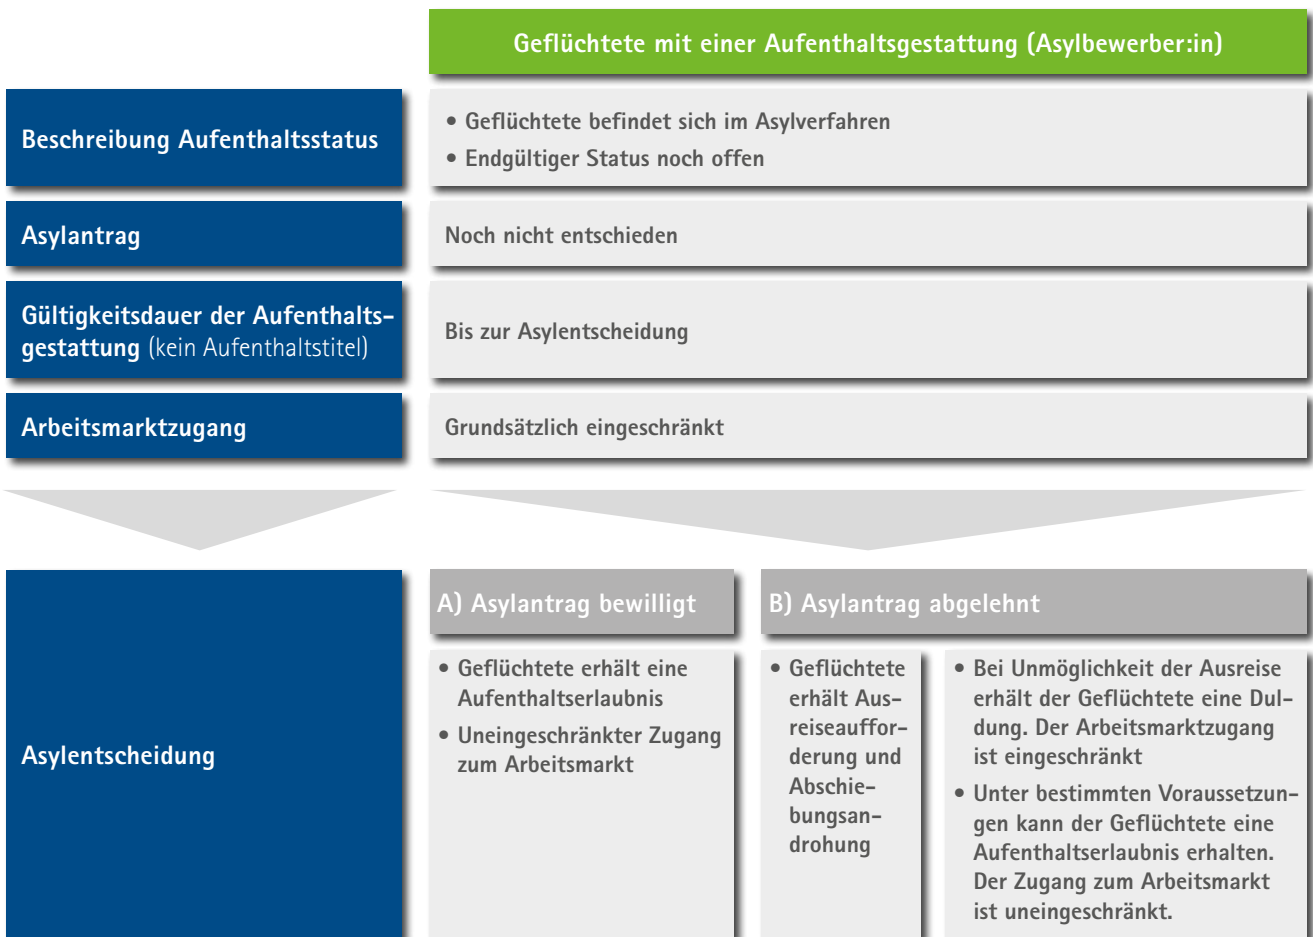 Geflüchtete mit einer Aufenthaltsgestattung (Asylbewerber:in)
Beschreibung Aufenthaltsstatus
• Geflüchtete befindet sich im Asylverfahren
• Endgültiger Status noch offen
Asylantrag
Noch nicht entschieden
Gültigkeitsdauer der Aufenthalts-
gestattung (kein Aufenthaltstitel)
Bis zur Asylentscheidung
Arbeitsmarktzugang
Grundsätzlich eingeschränkt
Asylentscheidung
A) Asylantrag bewilligt
• Geflüchtete erhält eine
Aufenthaltserlaubnis
• Uneingeschränkter Zugang
zum Arbeitsmarkt
B) Asylantrag abgelehnt
• Geflüchtete
erhält Aus-
reiseauffor-
derung und
Abschie-
bungsan-
drohung
• Bei Unmöglichkeit der Ausreise
erhält der Geflüchtete eine Dul-
dung. Der Arbeitsmarktzugang
ist eingeschränkt
• Unter bestimmten Voraussetzun-
gen kann der Geflüchtete eine
Aufenthaltserlaubnis erhalten.
Der Zugang zum Arbeitsmarkt
ist uneingeschränkt.